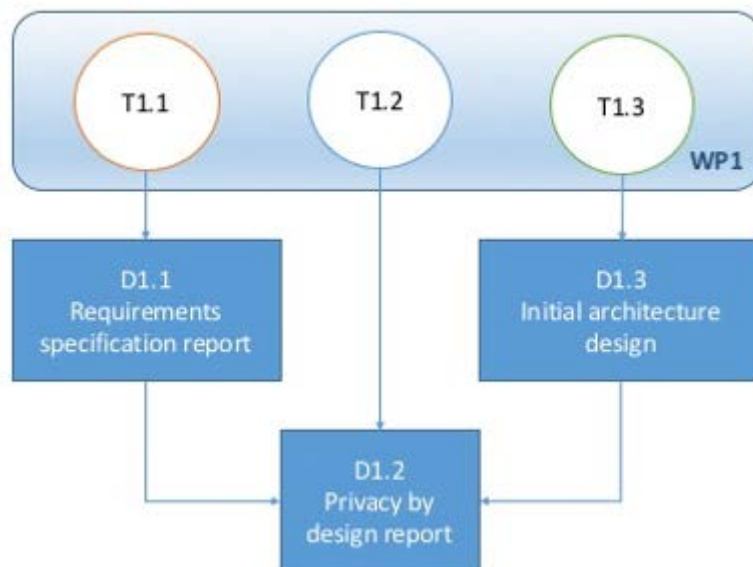 T1.1
T1.2
T1.3
WP1
D1.1
Requirements
specification report
D1.3
Initial architecture
design
D1.2
Privacy by
design report